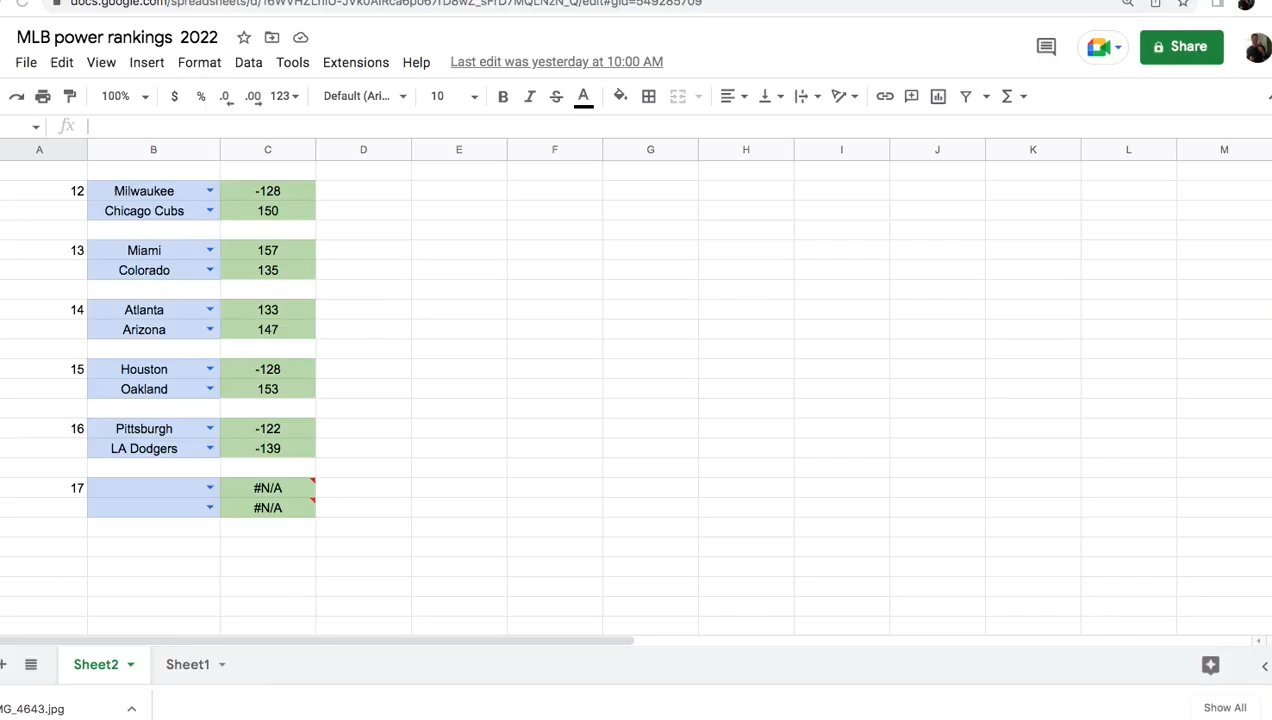 MLB power rankings 2022
File Edit View Insert Format Data Tools Extensions Help Last edit was yesterday at 10:00 AM
Share
100% $ % .0 .00 123 Default (Ari... 10 B I S A
fx
A B C D E F G H I J K L M
12 Milwaukee -128
Chicago Cubs 150
13 Miami 157
Colorado 135
14 Atlanta 133
Arizona 147
15 Houston -128
Oakland 153
16 Pittsburgh -122
LA Dodgers -139
17 #N/A
#N/A
Sheet2 Sheet1
MG_4643.jpg
Show All